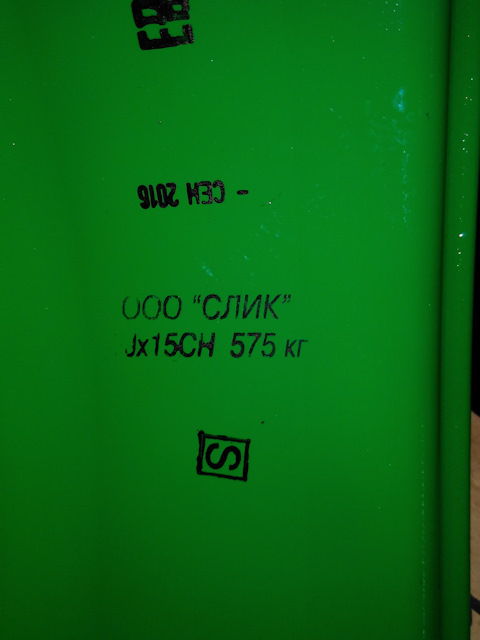 - СЕН 2016
ООО "СЛИК"
Jx15CH 575 кг
S